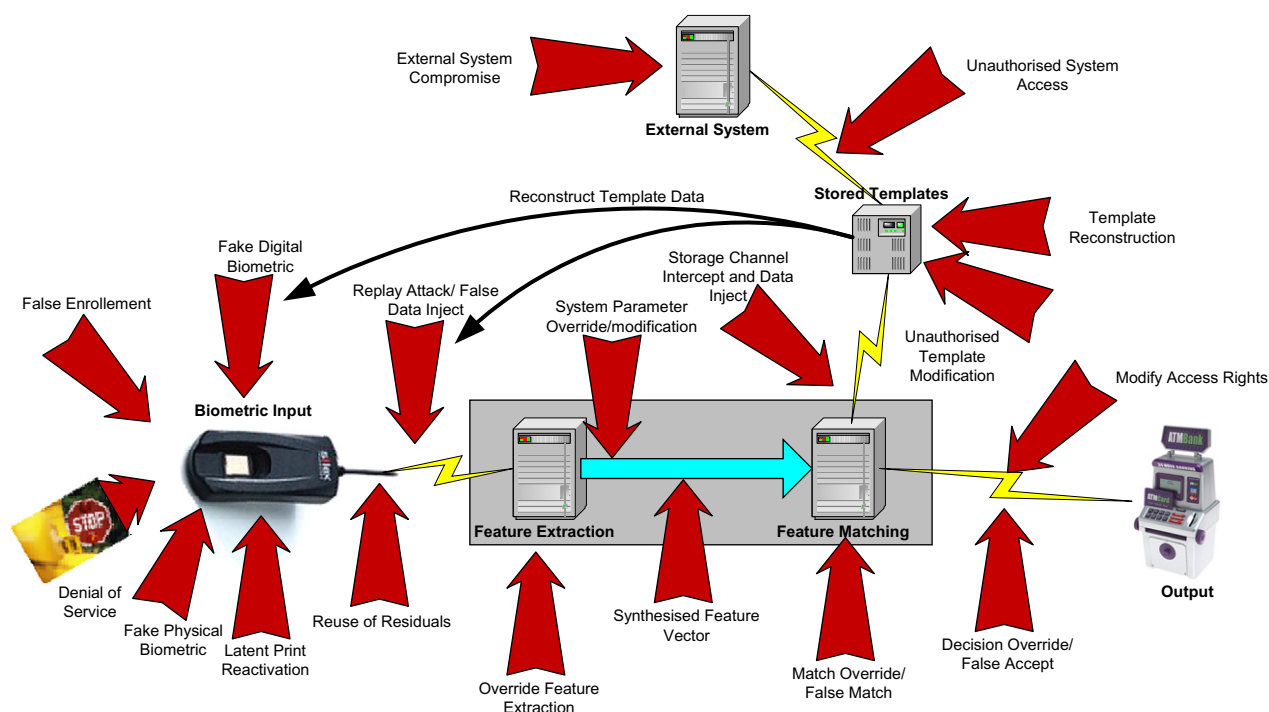 External System
Compromise
Unauthorised System
Access
External System
Reconstruct Template Data
Stored Templates
Template
Reconstruction
Fake Digital
Biometric
Storage Channel
Intercept and Data
Inject
False Enrollement
Replay Attack/ False
Data Inject
System Parameter
Override/modification
Unauthorised
Template
Modification
Modify Access Rights
Biometric Input
ATMBank
Feature Extraction
Feature Matching
STOP
Denial of
Service
Fake Physical
Biometric
Latent Print
Reactivation
Reuse of Residuals
Synthesised Feature
Vector
Output
Decision Override/
False Accept
Match Override/
False Match
Override Feature
Extraction